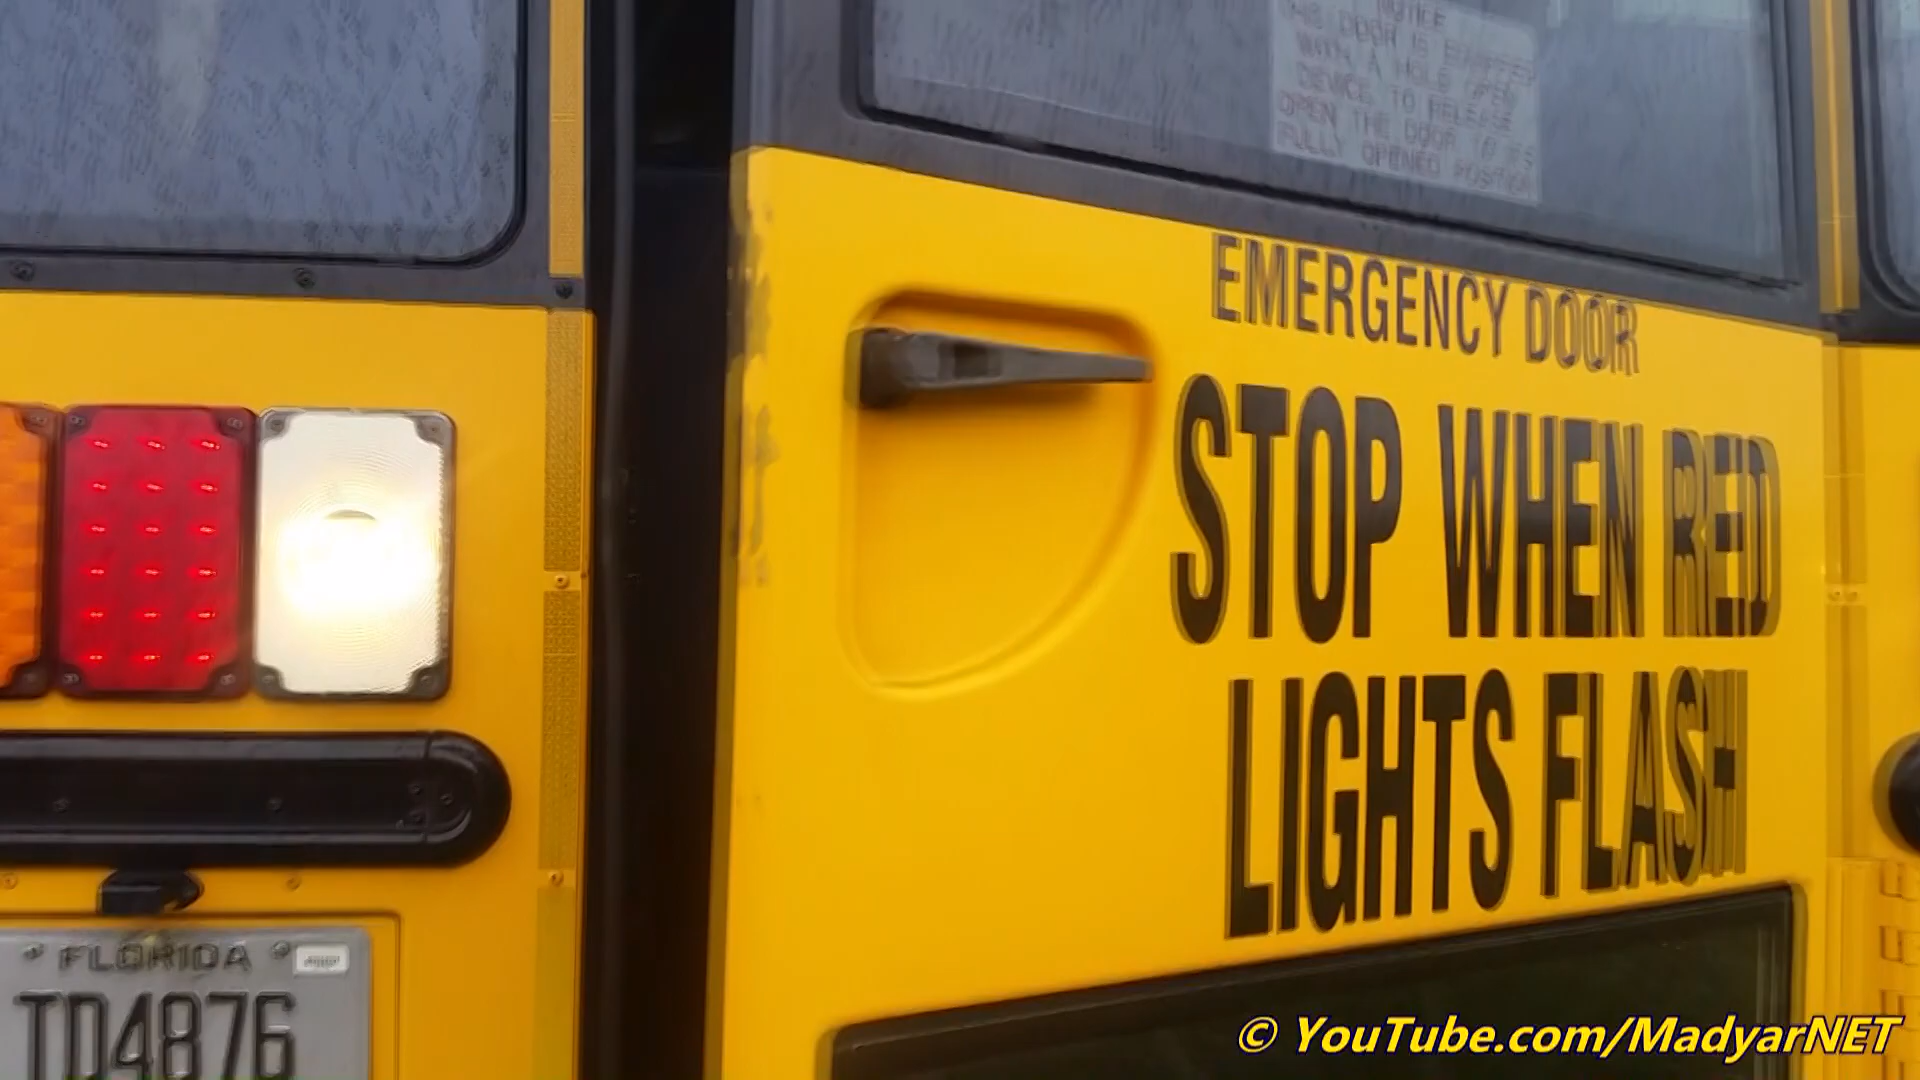 NOTICE
THIS DOOR IS EQUIPPED
WITH A HOLD OPEN
DEVICE. TO RELEASE
OPEN THE DOOR TO ITS
FULLY OPENED POSITION
EMERGENCY DOOR
STOP WHEN RED
LIGHTS FLASH
FLORIDA
TD4876
© YouTube.com/MadyarNET